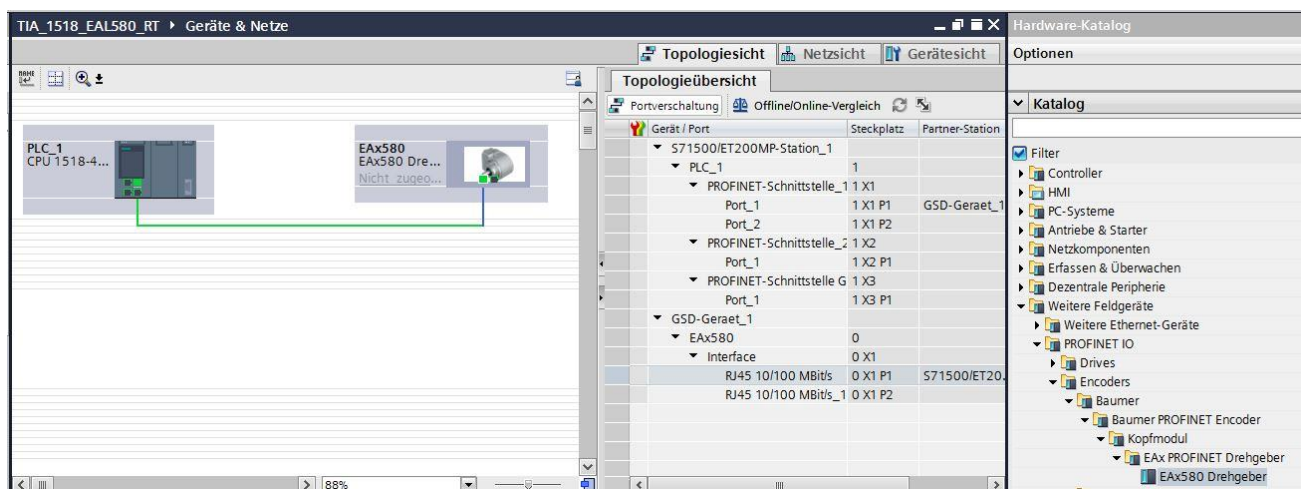 TIA_1518_EAL580_RT ▸ Geräte & Netze
Topologiesicht Netzsicht Gerätesicht
88%
PLC_1
CPU 1518-4...
EAx580
EAx580 Dre...
Nicht zugeo...
Topologieübersicht
Portverschaltung Offline/Online-Vergleich
Gerät / Port Steckplatz Partner-Station
S71500/ET200MP-Station_1
PLC_1 1
PROFINET-Schnittstelle_1 1 X1
Port_1 1 X1 P1 GSD-Geraet_1
Port_2 1 X1 P2
PROFINET-Schnittstelle_2 1 X2
Port_1 1 X2 P1
PROFINET-Schnittstelle G 1 X3
Port_1 1 X3 P1
GSD-Geraet_1
EAx580 0
Interface 0 X1
RJ45 10/100 MBit/s 0 X1 P1 S71500/ET20.
RJ45 10/100 MBit/s_1 0 X1 P2
Hardware-Katalog
Optionen
Katalog
Filter
Controller
HMI
PC-Systeme
Antriebe & Starter
Netzkomponenten
Erfassen & Überwachen
Dezentrale Peripherie
Weitere Feldgeräte
Weitere Ethernet-Geräte
PROFINET IO
Drives
Encoders
Baumer
Baumer PROFINET Encoder
Kopfmodul
EAx PROFINET Drehgeber
EAx580 Drehgeber